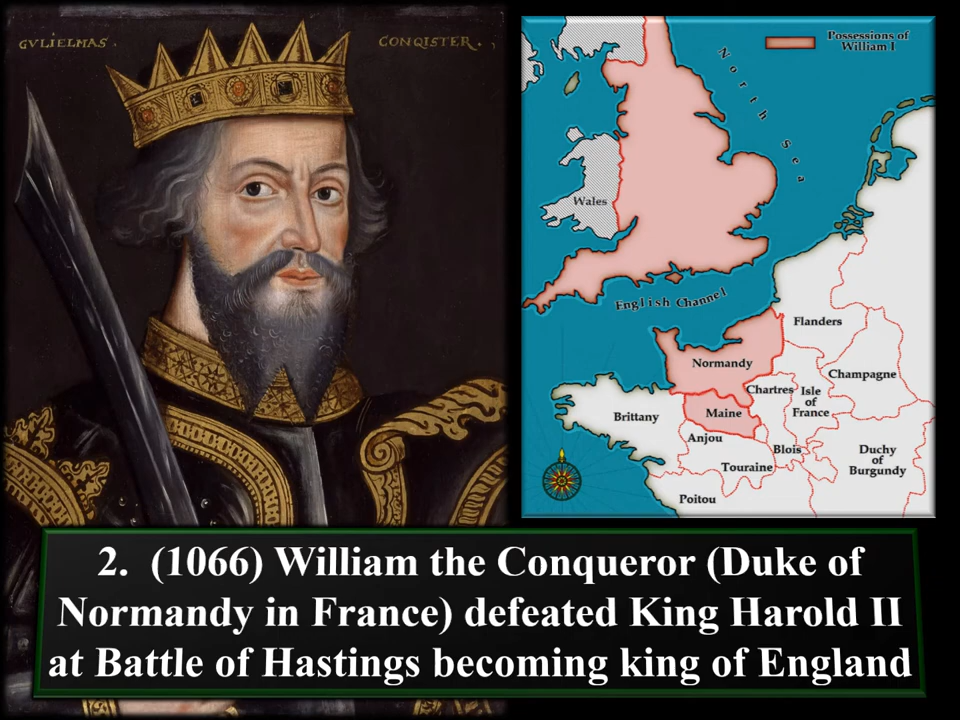 GVLIELMAS.
CONQISTER.
Possessions of
William I
North Sea
Wales
English Channel
Flanders
Normandy
Champagne
Chartres
Isle
of
France
Maine
Brittany
Anjou
Blois
Duchy
of
Burgundy
Touraine
Poitou
2. (1066) William the Conqueror (Duke of
Normandy in France) defeated King Harold II
at Battle of Hastings becoming king of England